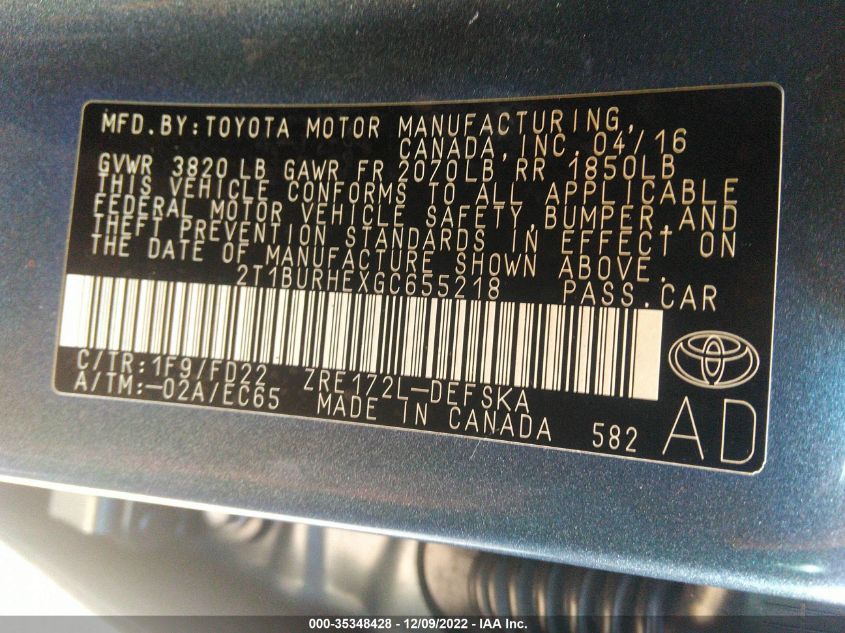 MFD.BY:TOYOTA MOTOR MANUFACTURING,
CANADA,INC.04/16
GVWR 3820 LB GAWR FR 2070LB RR 1850LB
THIS VEHICLE CONFORMS TO ALL APPLICABLE
FEDERAL MOTOR VEHICLE SAFETY,BUMPER,AND
THEFT PREVENTION STANDARDS IN EFFECT ON
THE DATE OF MANUFACTURE SHOWN ABOVE.
2T1BURHEXGC655218 PASS.CAR
C/TR:1F9/FD22 ZRE172L-DEFSKA
A/TM:-02A/EC65 MADE IN CANADA 582
AD
000-35348428 - 12/09/2022 - IAA Inc.